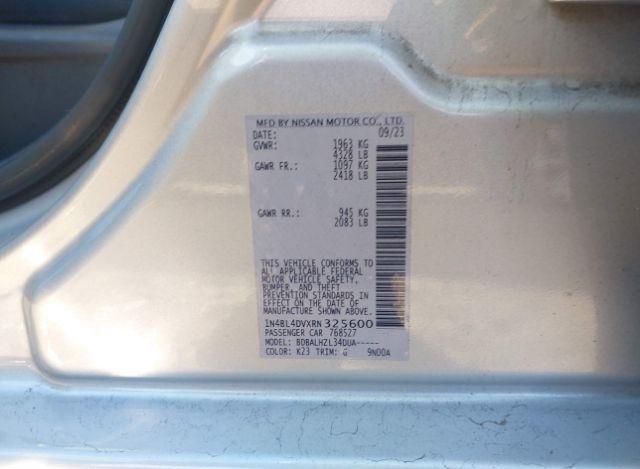 MFD BY NISSAN MOTOR CO., LTD.
DATE: 09/23
GVWR: 1963 KG
4328 LB
GAWR FR: 1097 KG
2418 LB
GAWR RR: 945 KG
2083 LB
THIS VEHICLE CONFORMS TO
ALL APPLICABLE FEDERAL
MOTOR VEHICLE SAFETY,
BUMPER, AND THEFT
PREVENTION STANDARDS IN
EFFECT ON THE DATE OF
MANUFACTURE SHOWN ABOVE.
1N4BL4DVXRN325600
PASSENGER CAR 768527
MODEL: BDBALHZL34DUA-----
COLOR: K23 TRIM: G 9N00A